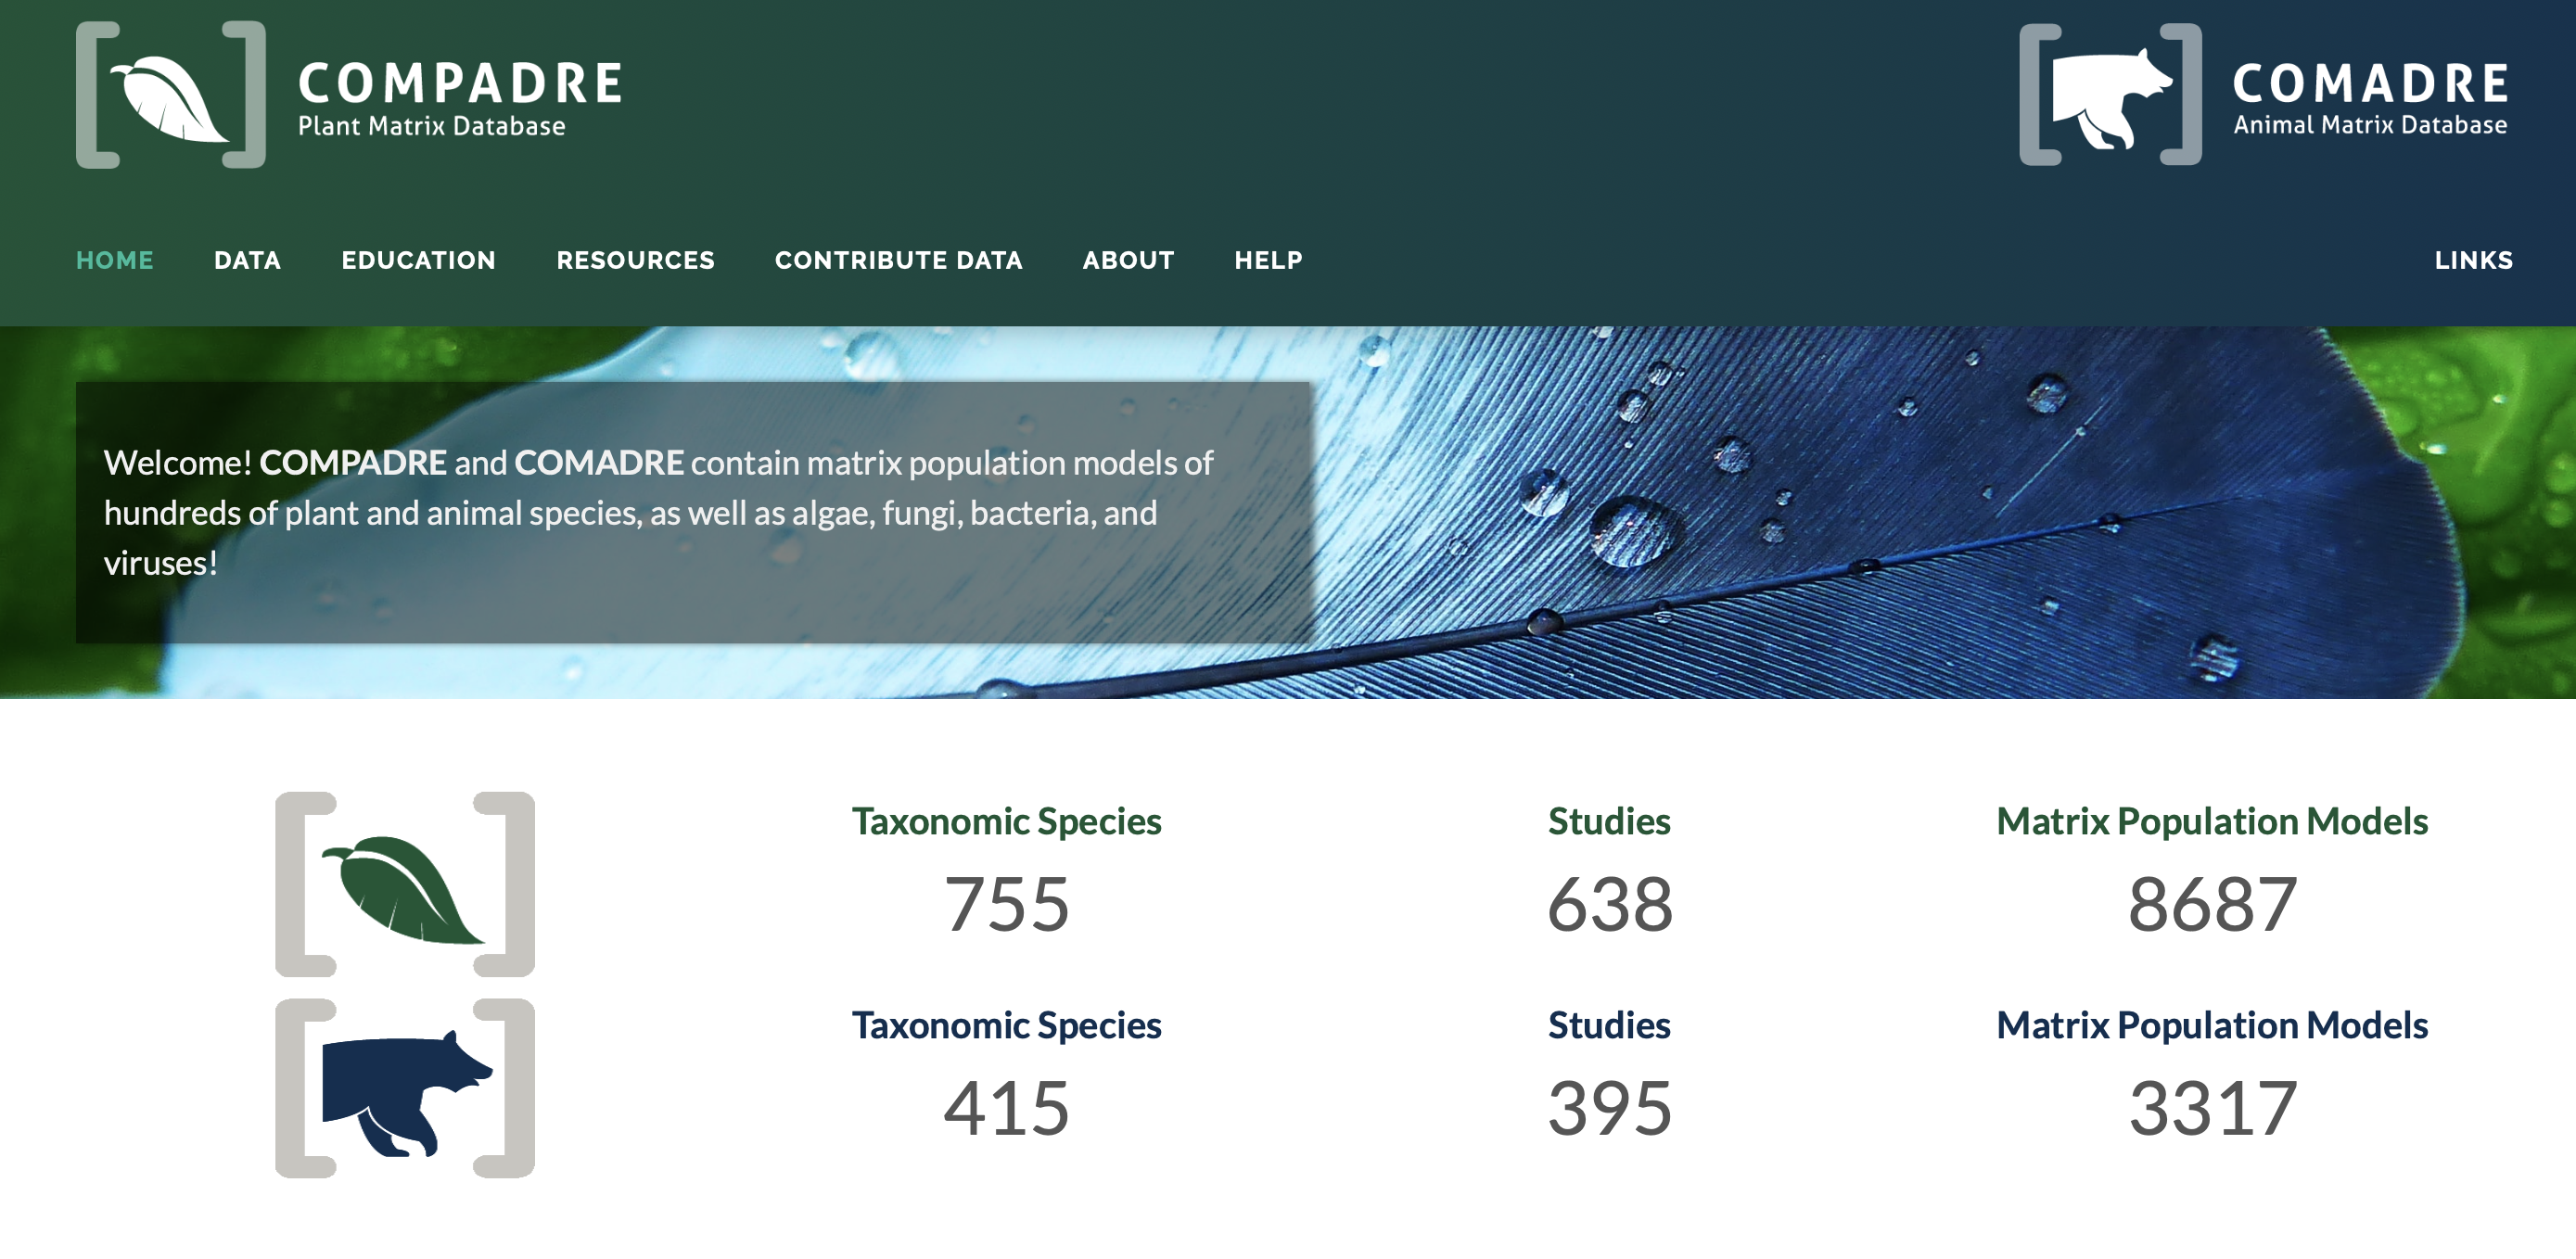 COMPADRE
Plant Matrix Database
COMADRE
Animal Matrix Database
HOME DATA EDUCATION RESOURCES CONTRIBUTE DATA ABOUT HELP LINKS
Welcome! COMPADRE and COMADRE contain matrix population models of
hundreds of plant and animal species, as well as algae, fungi, bacteria, and
viruses!
Taxonomic Species Studies Matrix Population Models
755 638 8687
Taxonomic Species Studies Matrix Population Models
415 395 3317